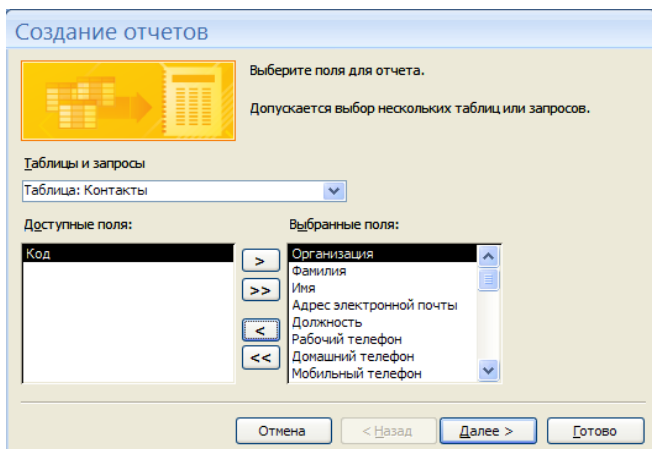 Создание отчетов
Выберите поля для отчета.
Допускается выбор нескольких таблиц или запросов.
Таблицы и запросы
Таблица: Контакты
Доступные поля:
Выбранные поля:
Код
>
>>
<
<<
Организация
Фамилия
Имя
Адрес электронной почты
Должность
Рабочий телефон
Домашний телефон
Мобильный телефон
Отмена
< Назад
Далее >
Готово